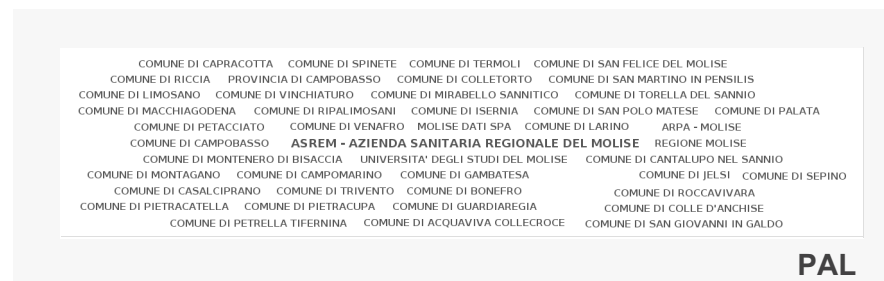 COMUNE DI CAPRACOTTA COMUNE DI SPINETE COMUNE DI TERMOLI COMUNE DI SAN FELICE DEL MOLISE
COMUNE DI RICCIA PROVINCIA DI CAMPOBASSO COMUNE DI COLLETORTO COMUNE DI SAN MARTINO IN PENSILIS
COMUNE DI LIMOSANO COMUNE DI VINCHIATURO COMUNE DI MIRABELLO SANNITICO COMUNE DI TORELLA DEL SANNIO
COMUNE DI MACCHIAGODENA COMUNE DI RIPALIMOSANI COMUNE DI ISERNIA COMUNE DI SAN POLO MATESE COMUNE DI PALATA
COMUNE DI PETACCIATO COMUNE DI VENAFRO MOLISE DATI SPA COMUNE DI LARINO ARPA - MOLISE
COMUNE DI CAMPOBASSO ASREM - AZIENDA SANITARIA REGIONALE DEL MOLISE REGIONE MOLISE
COMUNE DI MONTENERO DI BISACCIA UNIVERSITA' DEGLI STUDI DEL MOLISE COMUNE DI CANTALUPO NEL SANNIO
COMUNE DI MONTAGANO COMUNE DI CAMPOMARINO COMUNE DI GAMBATESA COMUNE DI JELSI COMUNE DI SEPINO
COMUNE DI CASALCIPRANO COMUNE DI TRIVENTO COMUNE DI BONEFRO COMUNE DI ROCCAVIVARA
COMUNE DI PIETRACATELLA COMUNE DI PIETRACUPA COMUNE DI GUARDIAREGIA COMUNE DI COLLE D'ANCHISE
COMUNE DI PETRELLA TIFERNINA COMUNE DI ACQUAVIVA COLLECROCE COMUNE DI SAN GIOVANNI IN GALDO
PAL